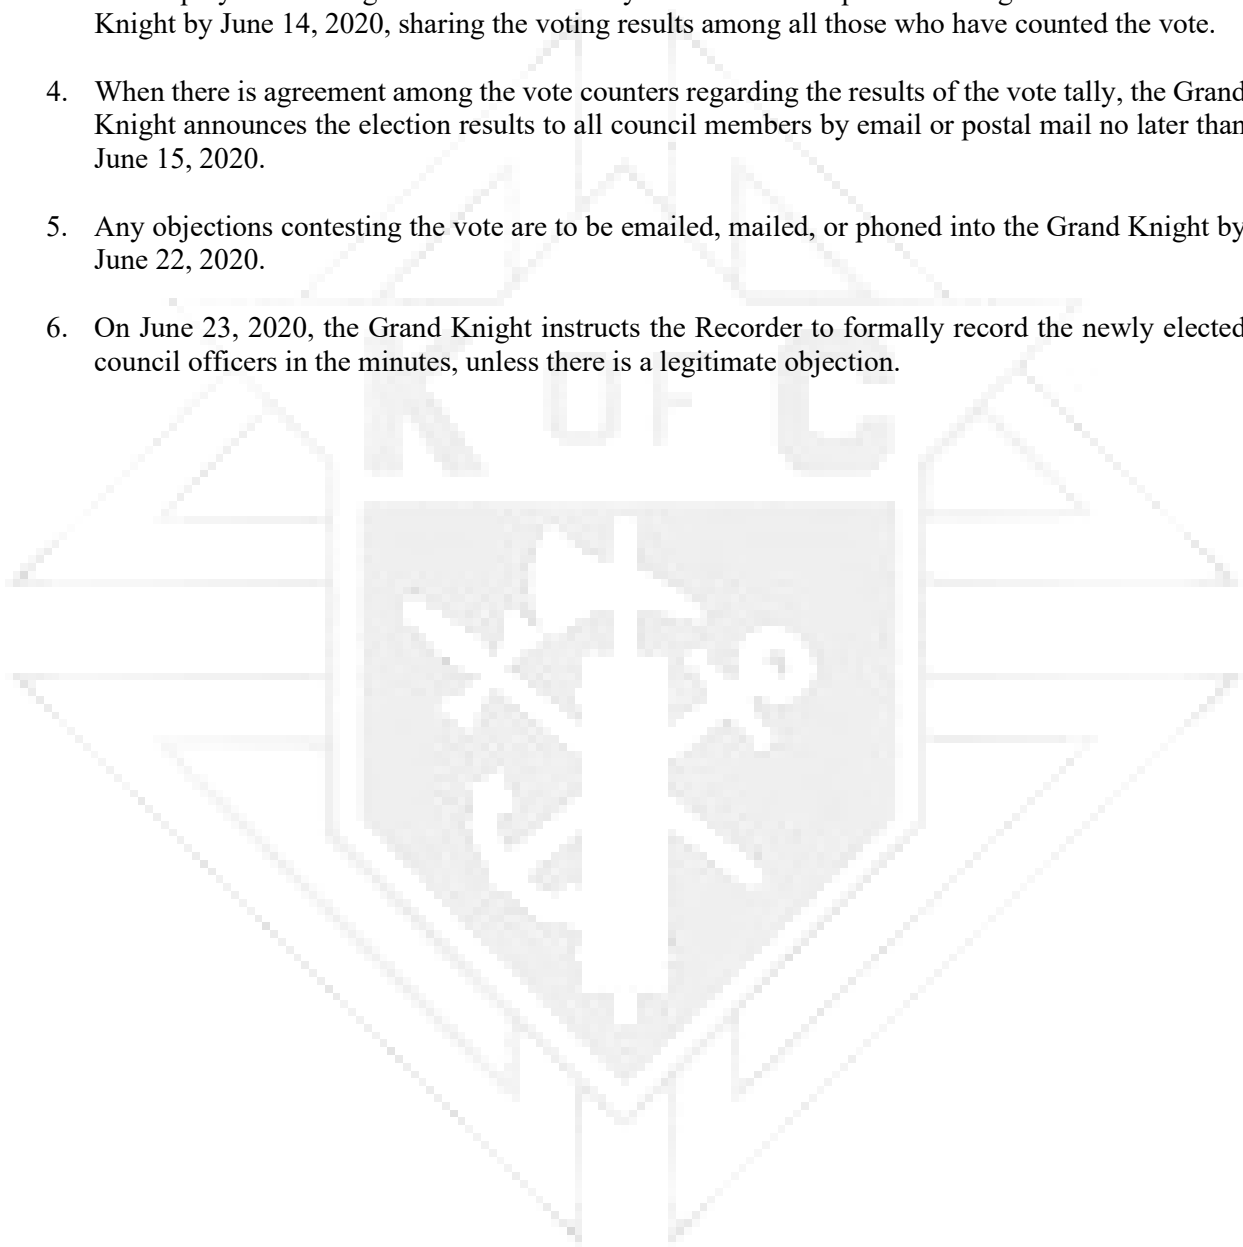 Knight by June 14, 2020, sharing the voting results among all those who have counted the vote.
4. When there is agreement among the vote counters regarding the results of the vote tally, the Grand
Knight announces the election results to all council members by email or postal mail no later than
June 15, 2020.
5. Any objections contesting the vote are to be emailed, mailed, or phoned into the Grand Knight by
June 22, 2020.
6. On June 23, 2020, the Grand Knight instructs the Recorder to formally record the newly elected
council officers in the minutes, unless there is a legitimate objection.
K OF C